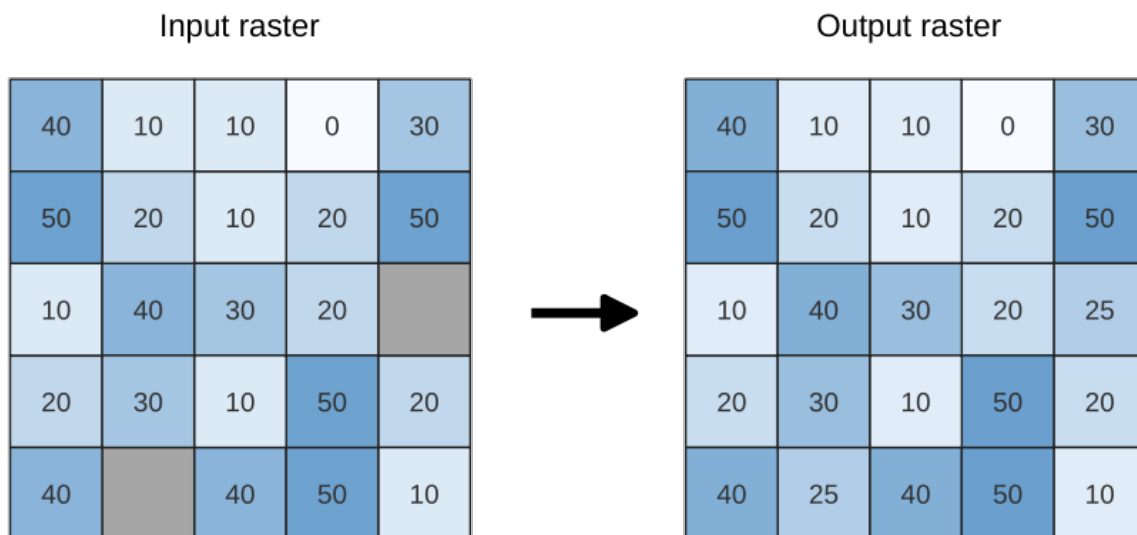 Input raster Output raster
40 10 10 0 30 40 10 10 0 30
50 20 10 20 50 50 20 10 20 50
10 40 30 20 10 40 30 20 25
20 30 10 50 20 20 30 10 50 20
40 40 50 10 40 25 40 50 10